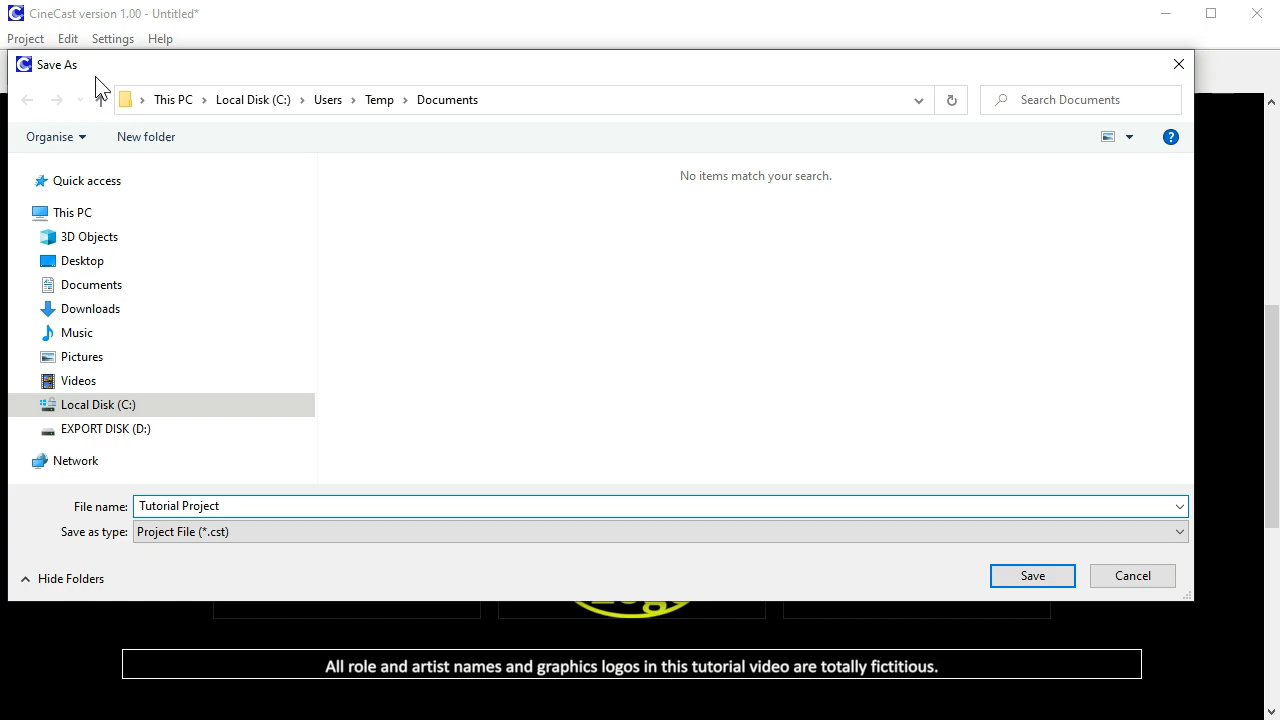 CineCast version 1.00 - Untitled*
Project Edit Settings Help
Save As
This PC > Local Disk (C:) > Users > Temp > Documents
Search Documents
Organise New folder
No items match your search.
Quick access
This PC
3D Objects
Desktop
Documents
Downloads
Music
Pictures
Videos
Local Disk (C:)
EXPORT DISK (D:)
Network
File name: Tutorial Project
Save as type: Project File (*.cst)
Hide Folders
Save Cancel
All role and artist names and graphics logos in this tutorial video are totally fictitious.